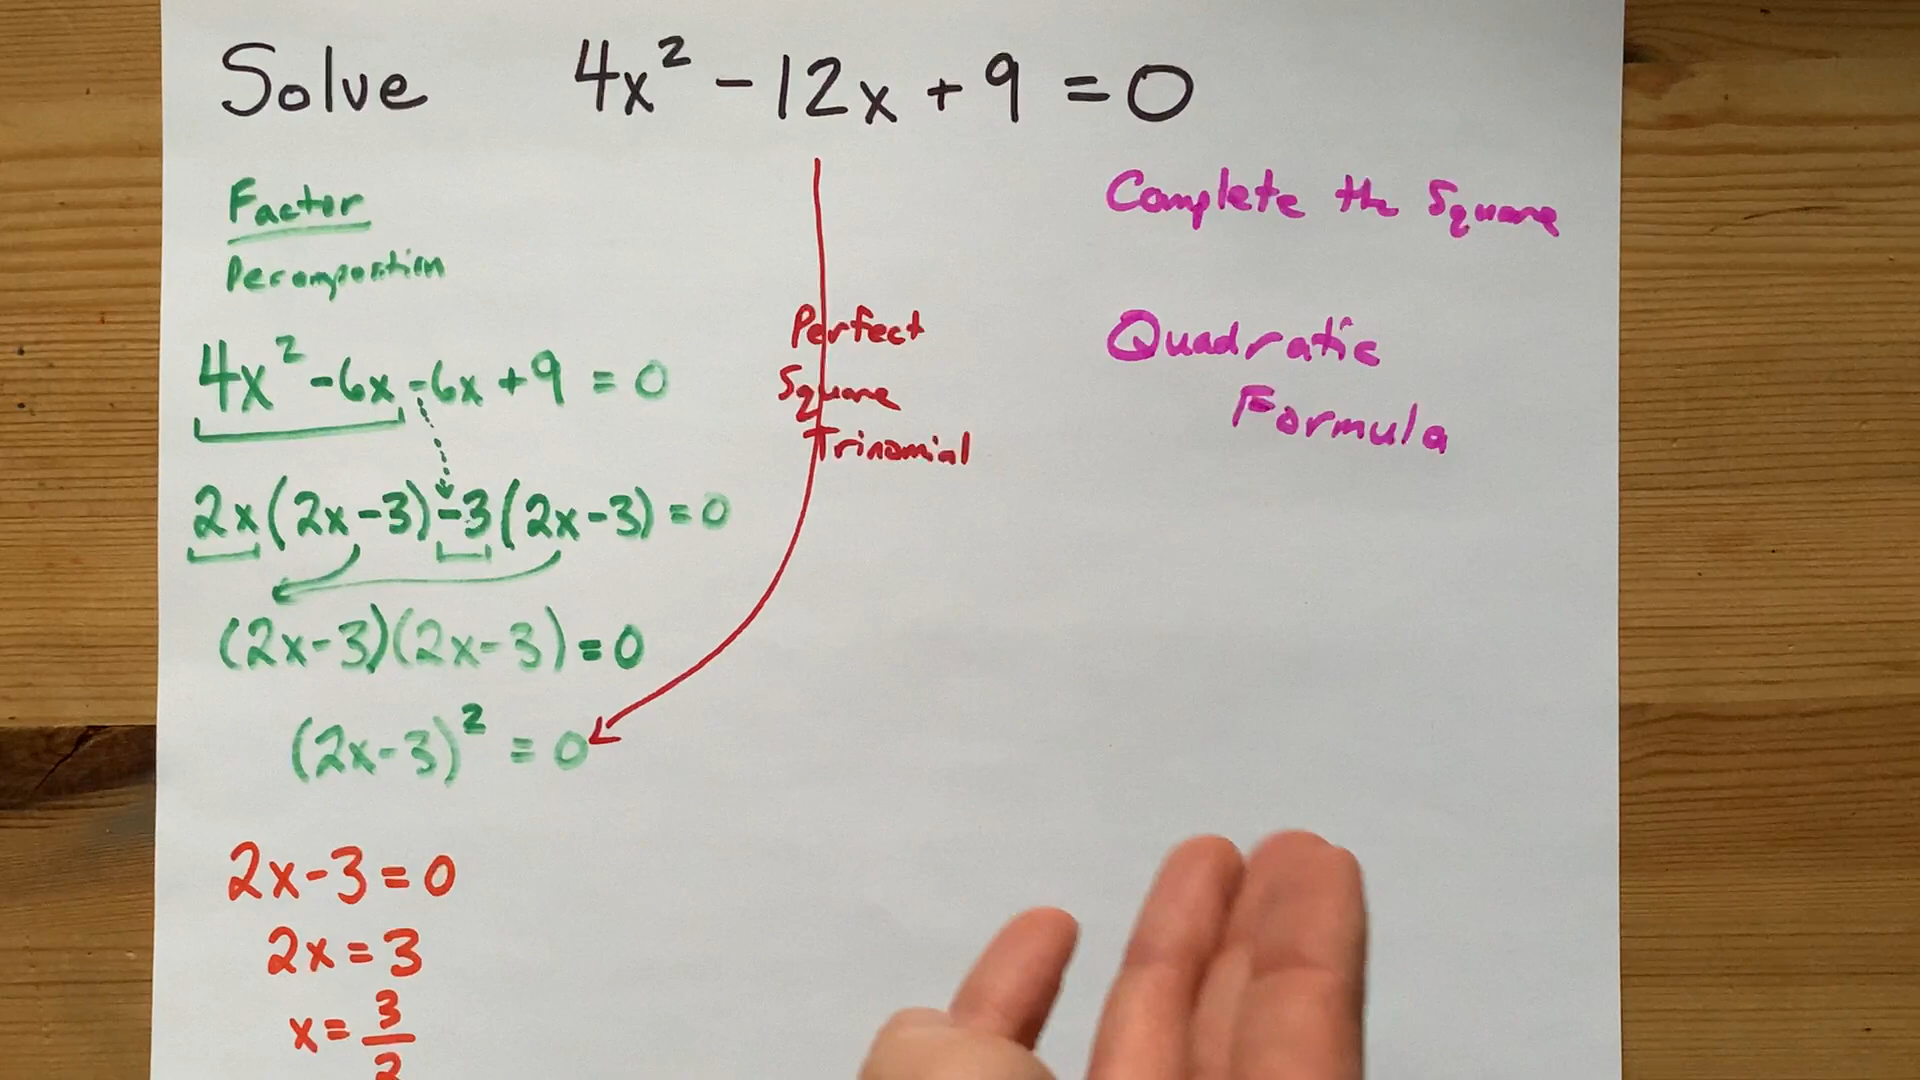 Solve 4x² - 12x + 9 = 0
Factor
Decomposition
4x² - 6x - 6x + 9 = 0
2x(2x - 3) - 3(2x - 3) = 0
(2x - 3)(2x - 3) = 0
(2x - 3)² = 0
2x - 3 = 0
2x = 3
x = 3/2
Perfect
Square
Trinomial
Complete the Square
Quadratic
Formula